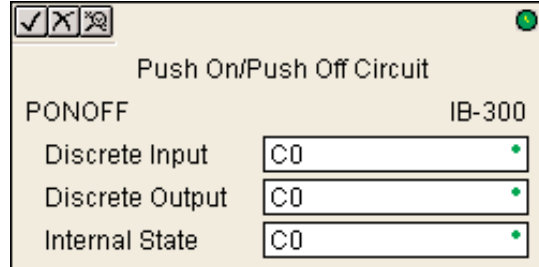 Push On/Push Off Circuit
PONOFF IB-300
Discrete Input C0
Discrete Output C0
Internal State C0